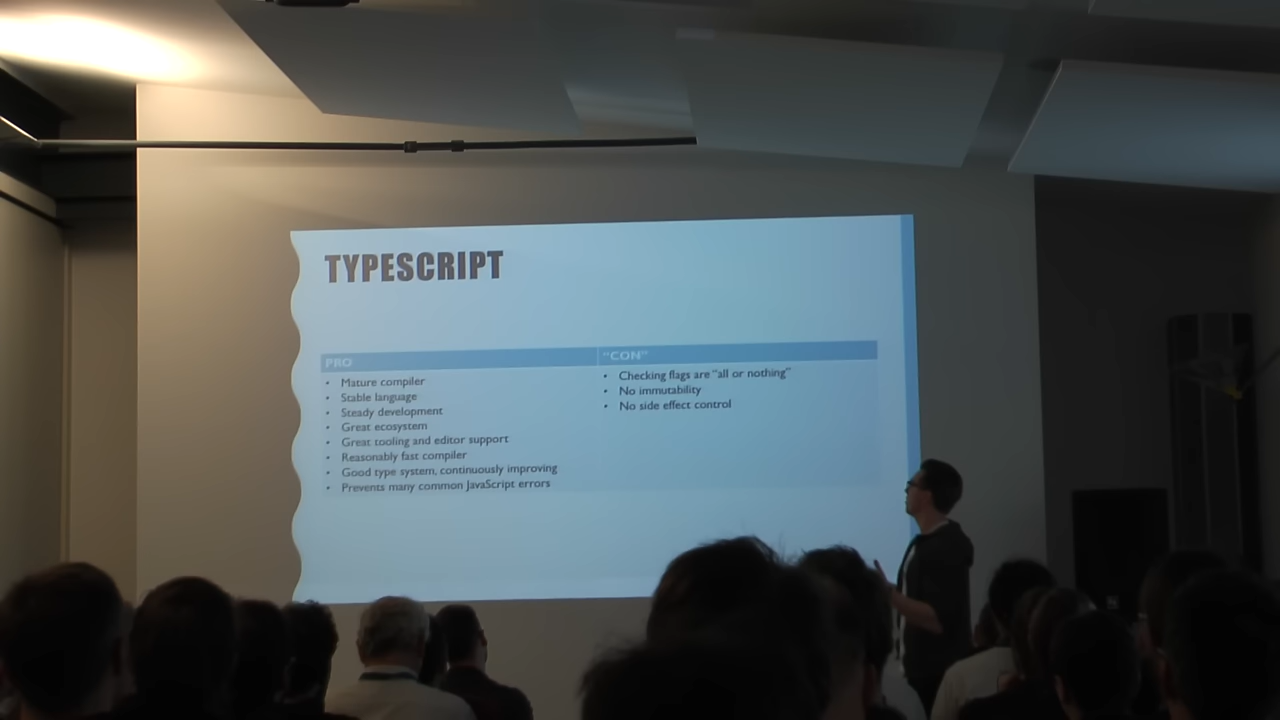 TYPESCRIPT
PRO
"CON"
• Mature compiler
• Stable language
• Steady development
• Great ecosystem
• Great tooling and editor support
• Reasonably fast compiler
• Good type system, continuously improving
• Prevents many common JavaScript errors
• Checking flags are "all or nothing"
• No immutability
• No side effect control